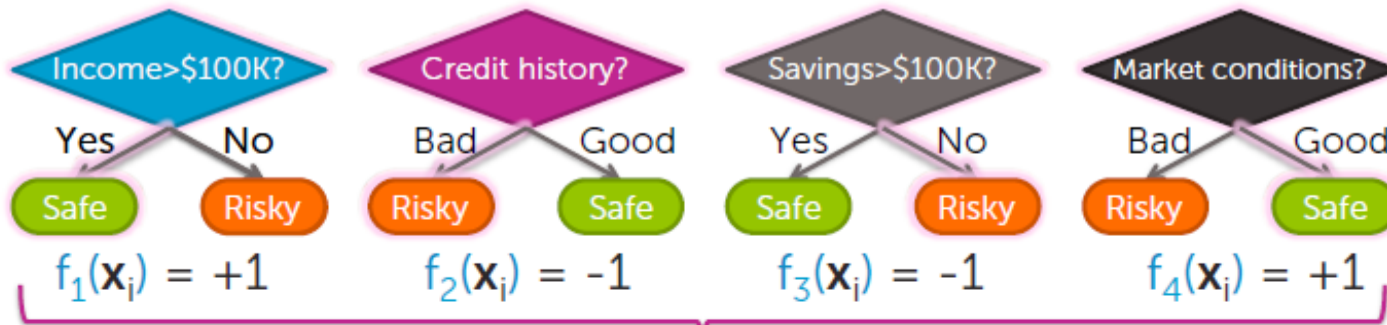 Income>$100K? Credit history? Savings>$100K? Market conditions?
Yes No Bad Good Yes No Bad Good
Safe Risky Risky Safe Safe Risky Risky Safe
f₁(xᵢ) = +1 f₂(xᵢ) = -1 f₃(xᵢ) = -1 f₄(xᵢ) = +1